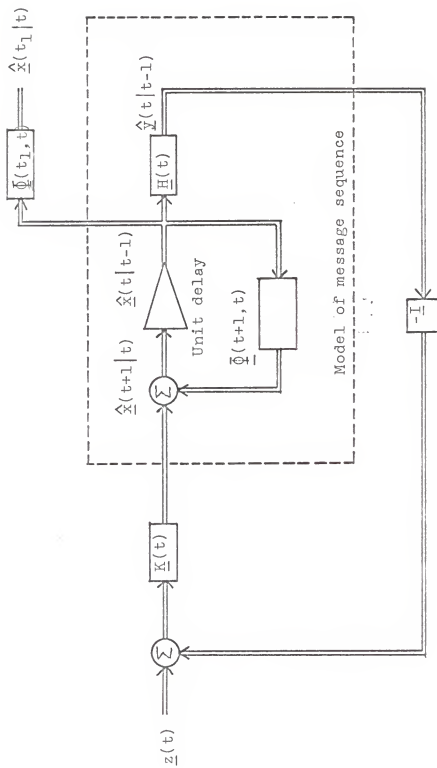 z(t)
Σ
K(t)
x̂(t+1|t)
Σ
Unit delay
x̂(t|t-1)
H(t)
ŷ(t|t-1)
Φ(t₁,t
x̂(t₁|t)
Φ(t+1,t)
Model of message sequence
-I